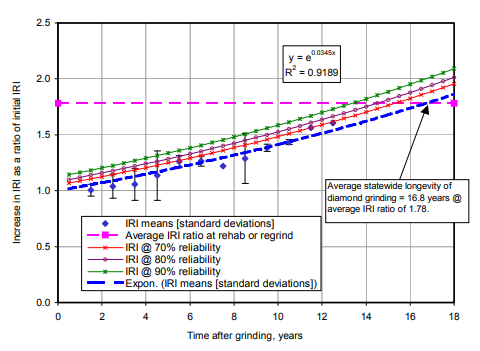 2.5
2.0
1.5
1.0
0.5
0.0
Increase in IRI as a ratio of initial IRI
y = e^0.0345x
R² = 0.9189
Average statewide longevity of
diamond grinding = 16.8 years @
average IRI ratio of 1.78.
IRI means [standard deviations]
Average IRI ratio at rehab or regrind
IRI @ 70% reliability
IRI @ 80% reliability
IRI @ 90% reliability
Expon. (IRI means [standard deviations])
0 2 4 6 8 10 12 14 16 18
Time after grinding, years